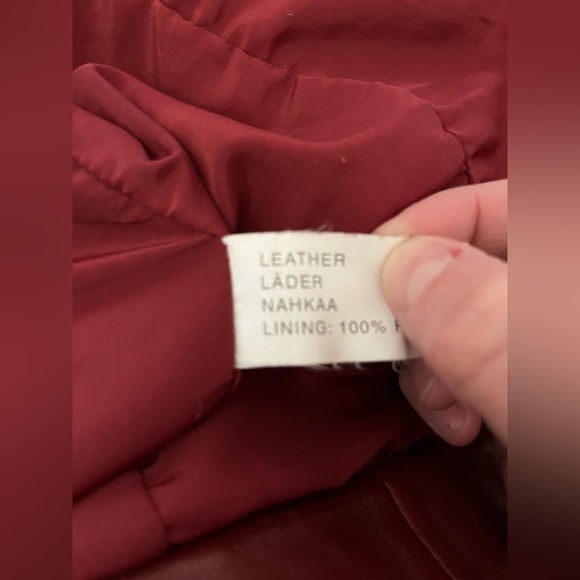 LEATHER
LÄDER
NAHKAA
LINING: 100%